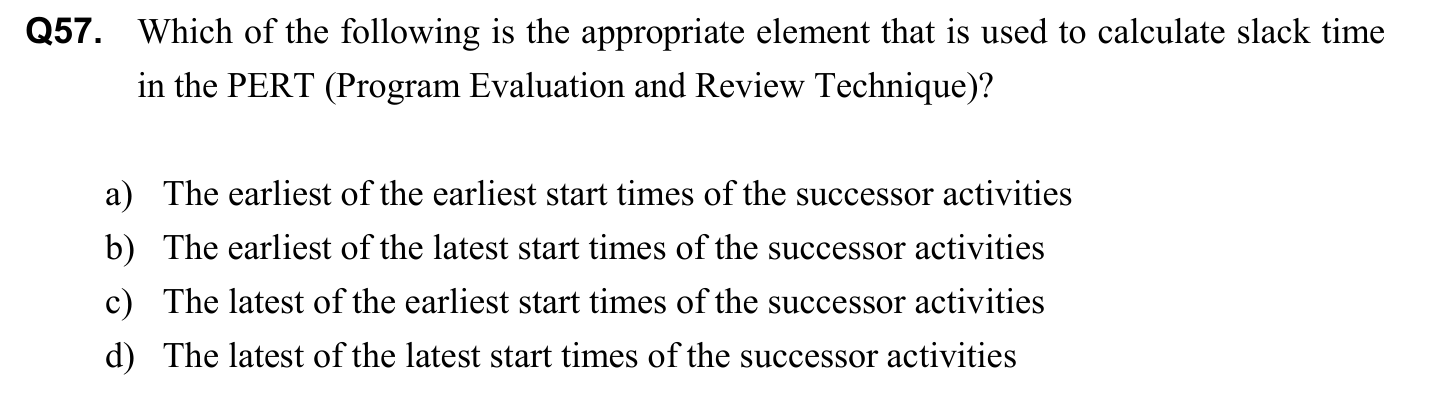 Q57. Which of the following is the appropriate element that is used to calculate slack time
in the PERT (Program Evaluation and Review Technique)?
a) The earliest of the earliest start times of the successor activities
b) The earliest of the latest start times of the successor activities
c) The latest of the earliest start times of the successor activities
d) The latest of the latest start times of the successor activities